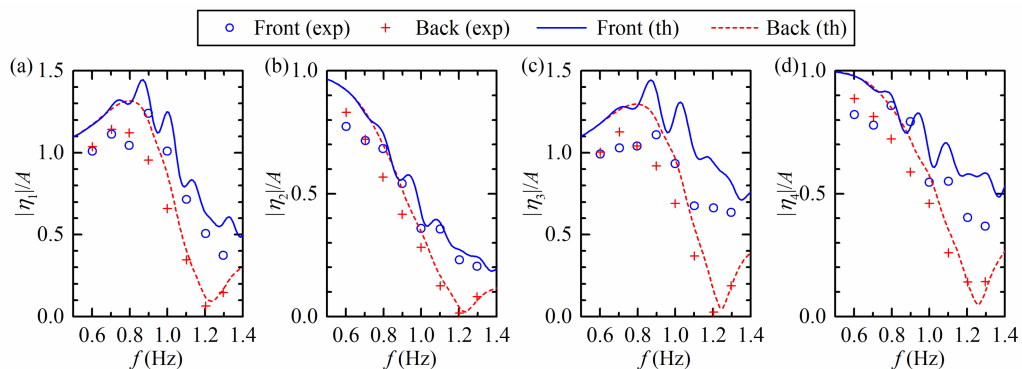 Front (exp) Back (exp) Front (th) Back (th)
(a) 1.5 (b) 1.0 (c) 1.5 (d) 1.0
1.0 1.0
0.5 0.5
|η₁|/A |η₂|/A |η₃|/A |η₄|/A
0.5 0.5
0.0 0.0 0.0 0.0
0.6 0.8 1.0 1.2 1.4 0.6 0.8 1.0 1.2 1.4 0.6 0.8 1.0 1.2 1.4 0.6 0.8 1.0 1.2 1.4
f (Hz) f (Hz) f (Hz) f (Hz)